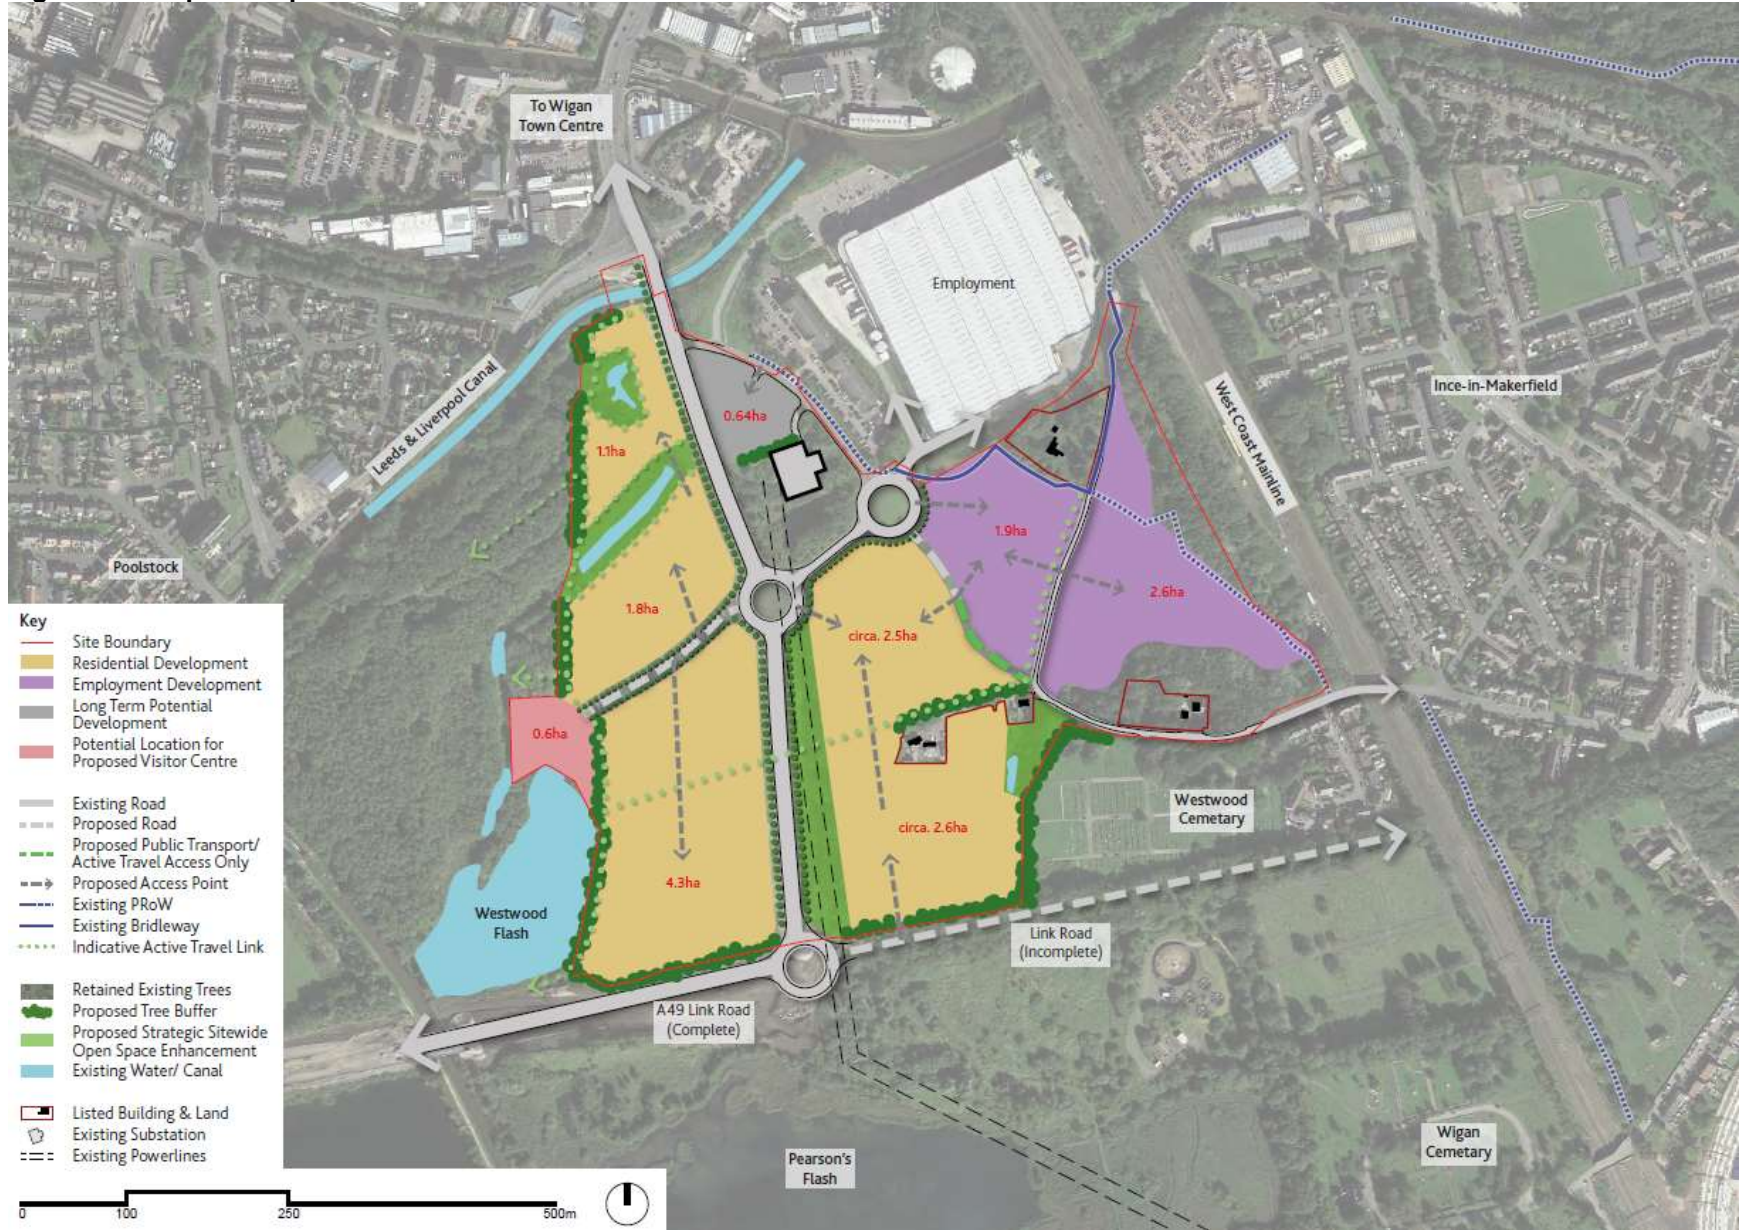 To Wigan
Town Centre
Employment
Leeds & Liverpool Canal
West Coast Mainline
Ince-in-Makerfield
0.64ha
1.1ha
1.9ha
Poolstock
2.6ha
1.8ha
circa. 2.5ha
0.6ha
Westwood
Cemetary
circa. 2.6ha
4.3ha
Westwood
Flash
Link Road
(Incomplete)
A49 Link Road
(Complete)
Pearson's
Flash
Wigan
Cemetary
Key
Site Boundary
Residential Development
Employment Development
Long Term Potential
Development
Potential Location for
Proposed Visitor Centre
Existing Road
Proposed Road
Proposed Public Transport/
Active Travel Access Only
Proposed Access Point
Existing PRoW
Existing Bridleway
Indicative Active Travel Link
Retained Existing Trees
Proposed Tree Buffer
Proposed Strategic Sitewide
Open Space Enhancement
Existing Water/ Canal
Listed Building & Land
Existing Substation
Existing Powerlines
0 100 250 500m